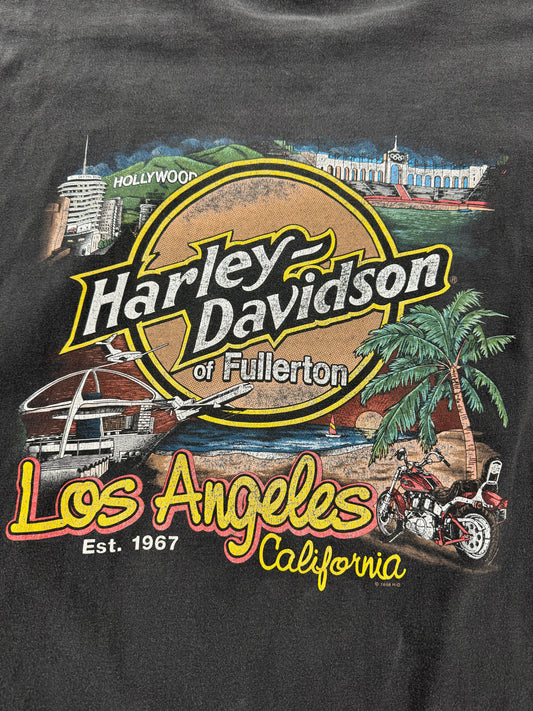 HOLLYWOOD
Harley-
Davidson®
of Fullerton
Los Angeles
Est. 1967
California